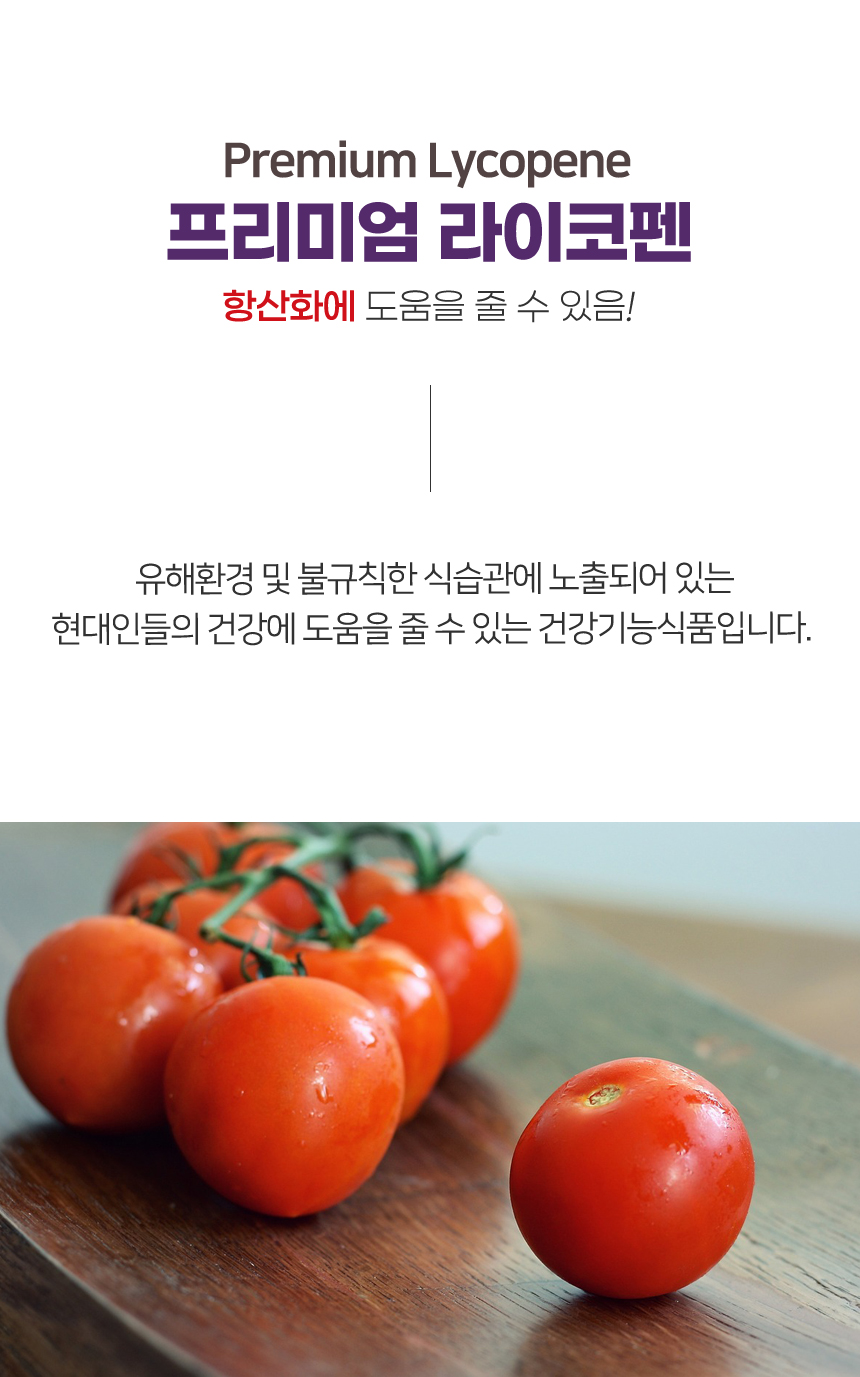 Premium Lycopene
프리미엄 라이코펜
항산화에 도움을 줄 수 있음!
유해환경 및 불규칙한 식습관에 노출되어 있는
현대인들의 건강에 도움을 줄 수 있는 건강기능식품입니다.